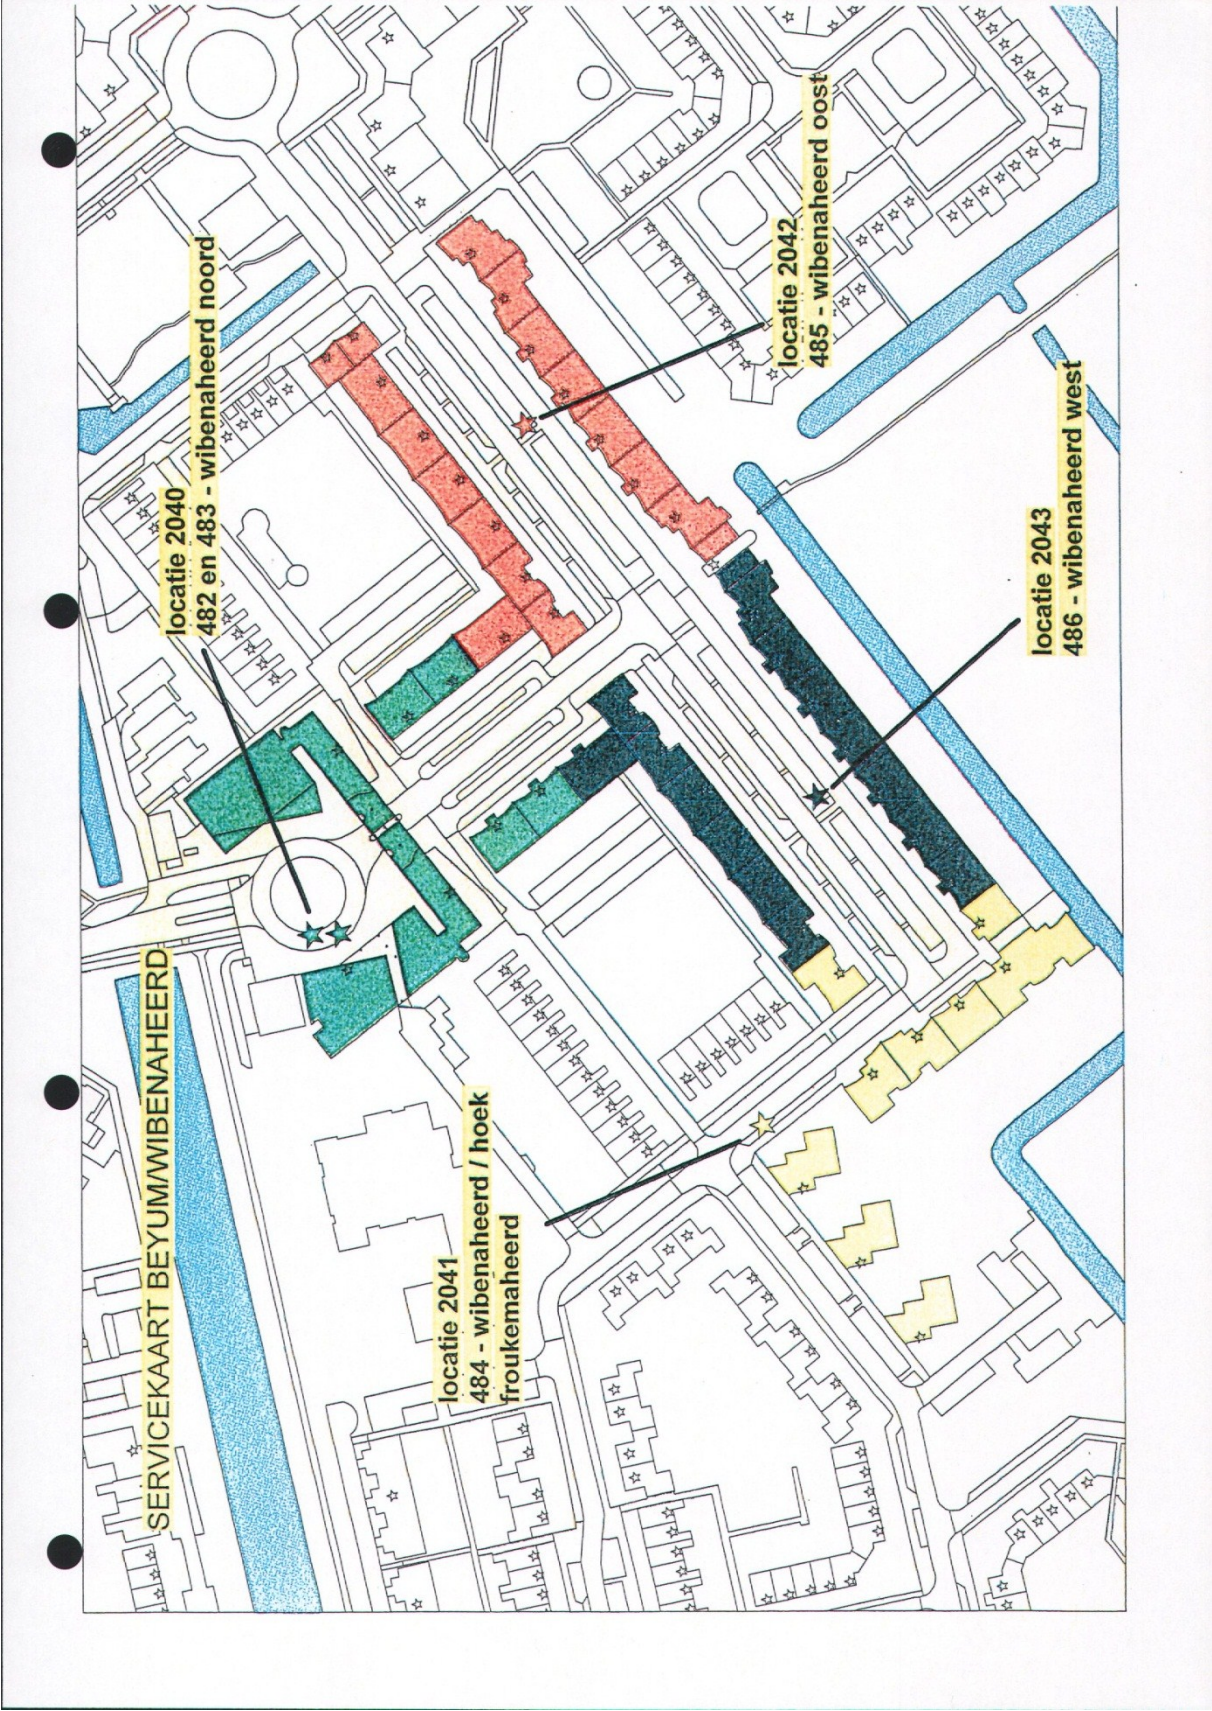 SERVICEKAART BEYUM/WIBENAHEERD
locatie 2040
482 en 483 - wibenaheerd noord
locatie 2041
484 - wibenaheerd / hoek
froukemaheerd
locatie 2042
485 - wibenaheerd oost
locatie 2043
486 - wibenaheerd west